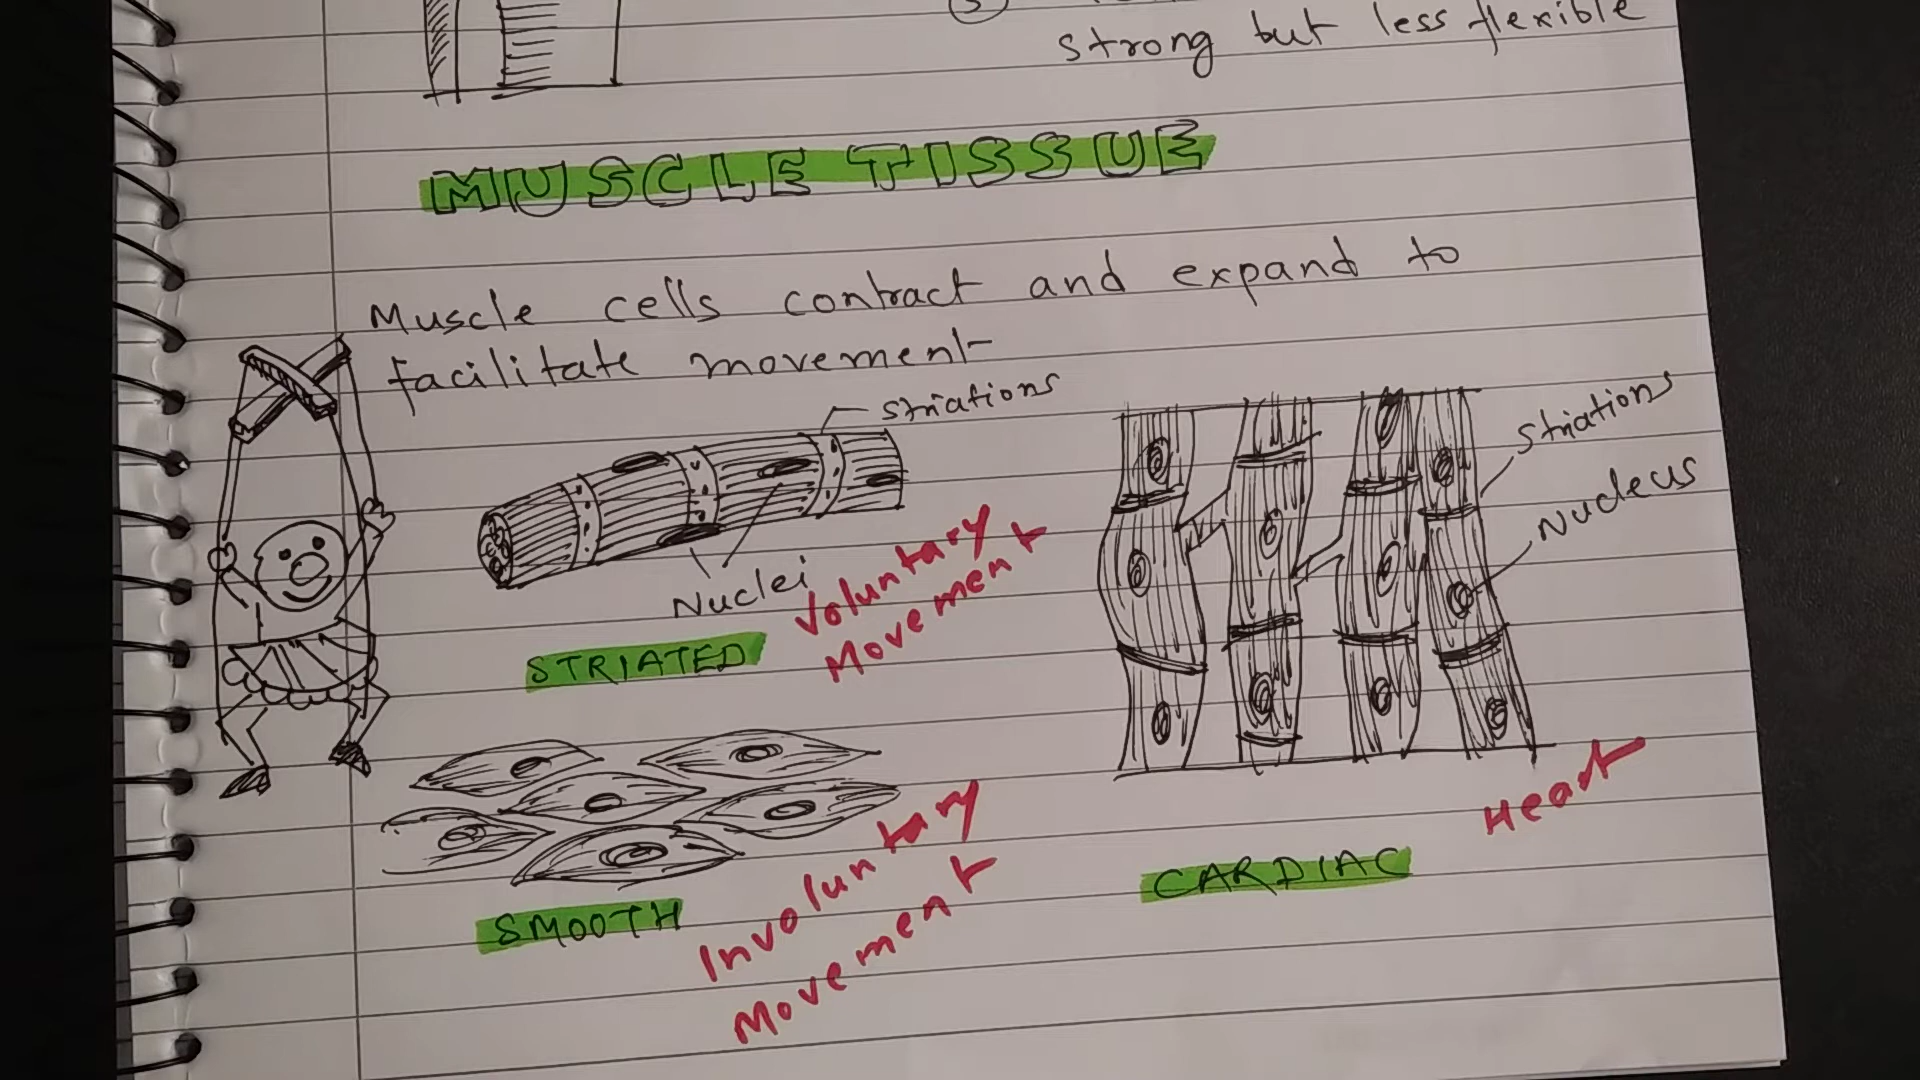 3
strong but less flexible
MUSCLE TISSUE
Muscle cells contract and expand to
facilitate movement
striations
Nuclei
Voluntary
Movement
STRIATED
striations
Nucleus
Heart
CARDIAC
Involuntary
Movement
SMOOTH